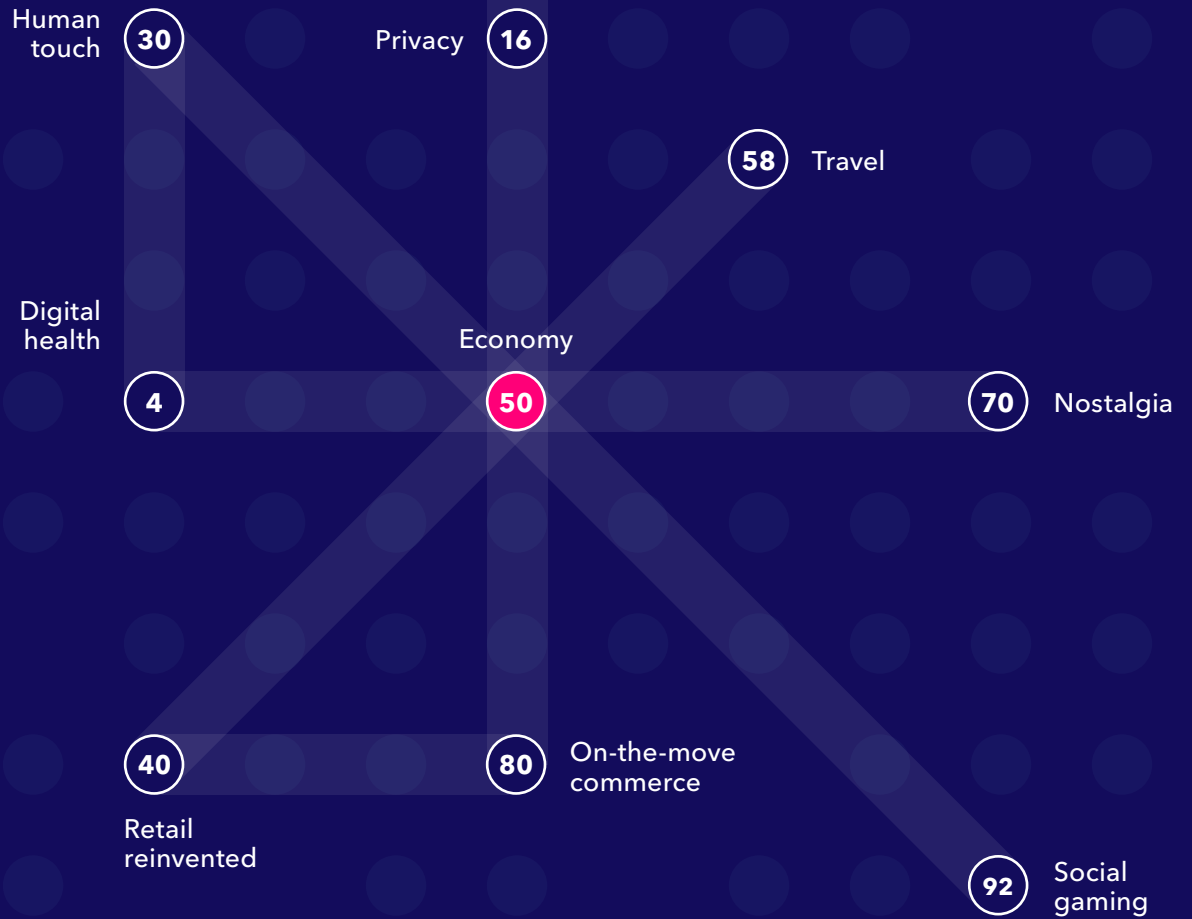 Human
touch
30
Privacy
16
58
Travel
Digital
health
Economy
4
50
70
Nostalgia
40
80
On-the-move
commerce
Retail
reinvented
92
Social
gaming